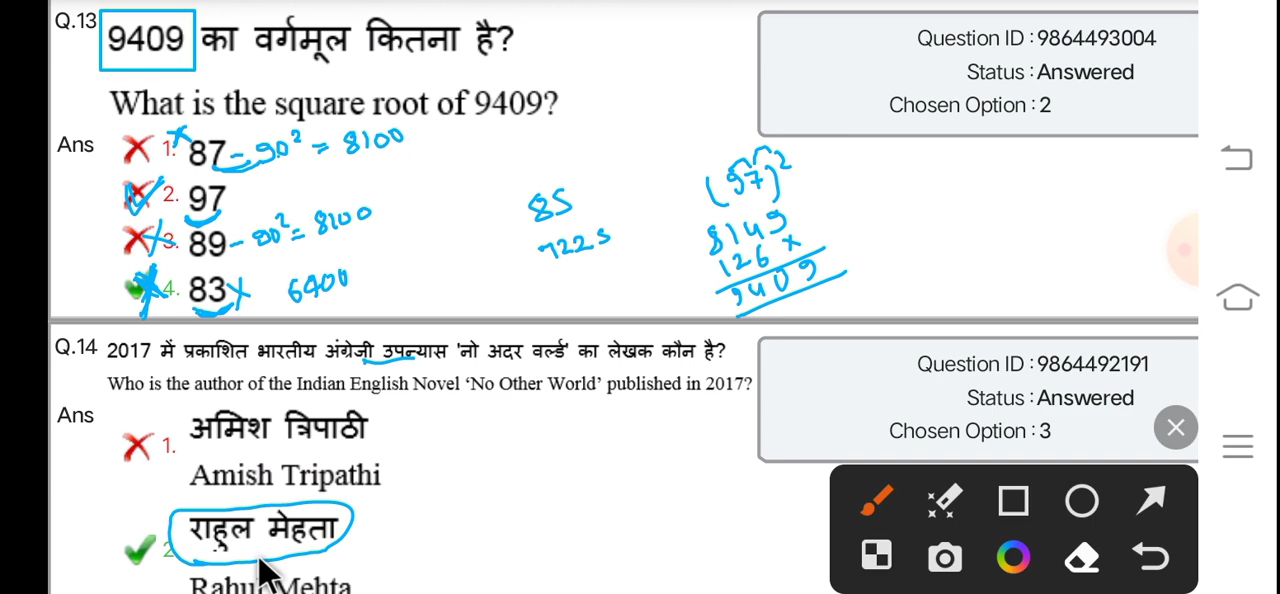 Q.13
9409 का वर्गमूल कितना है?
What is the square root of 9409?
Ans
1. 87 - 90² = 8100
2. 97
3. 89 - 90² = 8100
4. 83 x 6400
85
7225
(97)²
8149
126 x
9409
Question ID : 9864493004
Status : Answered
Chosen Option : 2
Q.14 2017 में प्रकाशित भारतीय अंग्रेजी उपन्यास 'नो अदर वर्ल्ड' का लेखक कौन है?
Who is the author of the Indian English Novel ‘No Other World’ published in 2017?
Ans
1. अमिश त्रिपाठी
Amish Tripathi
2. राहुल मेहता
Rahul Mehta
Question ID : 9864492191
Status : Answered
Chosen Option : 3